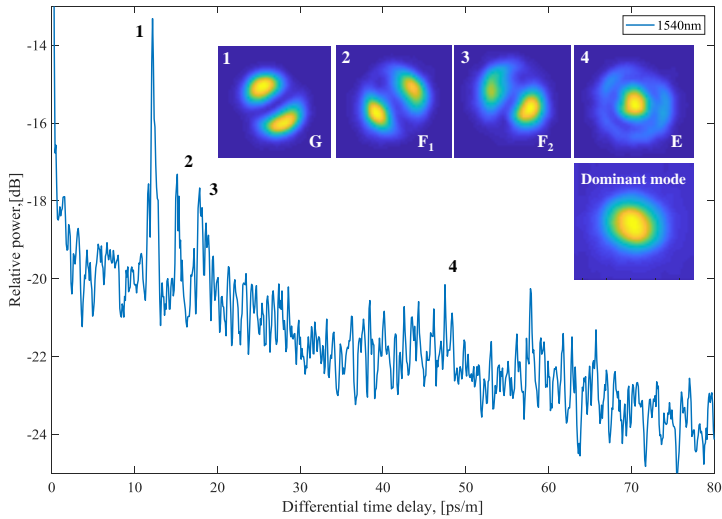 1540nm
1
2
3
4
G
F1
F2
E
Dominant mode
1
2
3
4
-14
-16
-18
-20
-22
-24
0
10
20
30
40
50
60
70
80
Relative power,[dB]
Differential time delay, [ps/m]